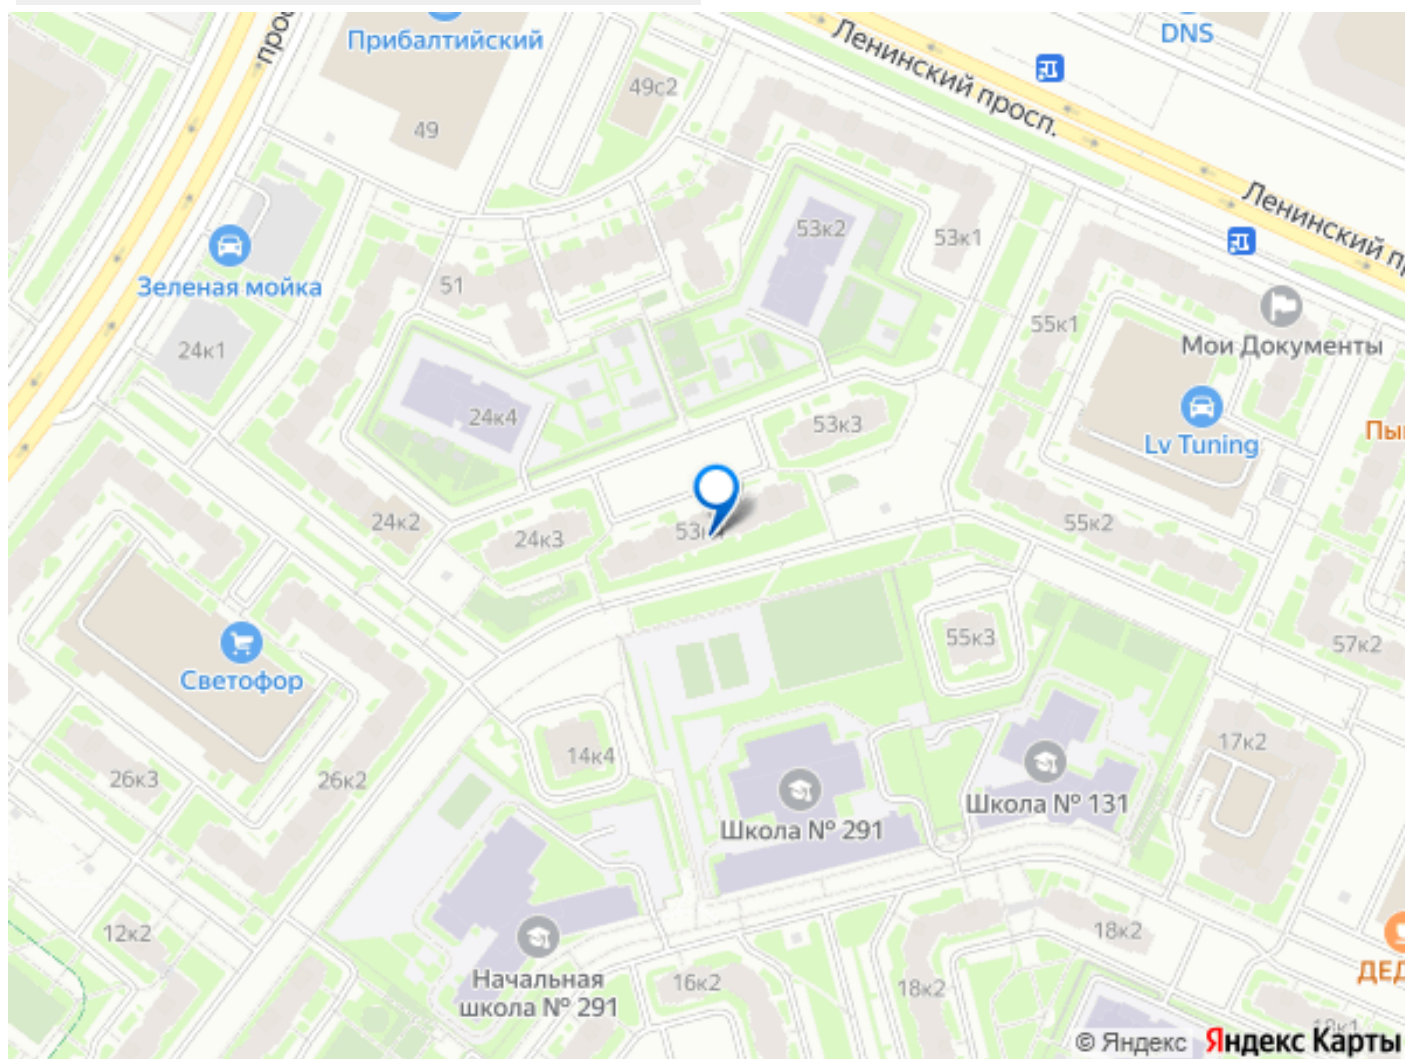 прос
Прибалтийский
DNS
Ленинский просп.
49с2
49
Ленинский п
53к2
53к1
Зеленая мойка
51
24к1
55к1
Мои Документы
24к4
53к3
Lv Tuning
24к2
24к3
55к2
Светофор
55к3
57к2
26к3
26к2
14к4
17к2
Школа № 291
Школа № 131
12к2
18к2
Начальная
школа № 291
16к2
18к2
ДЕД
© Яндекс
Яндекс Карты